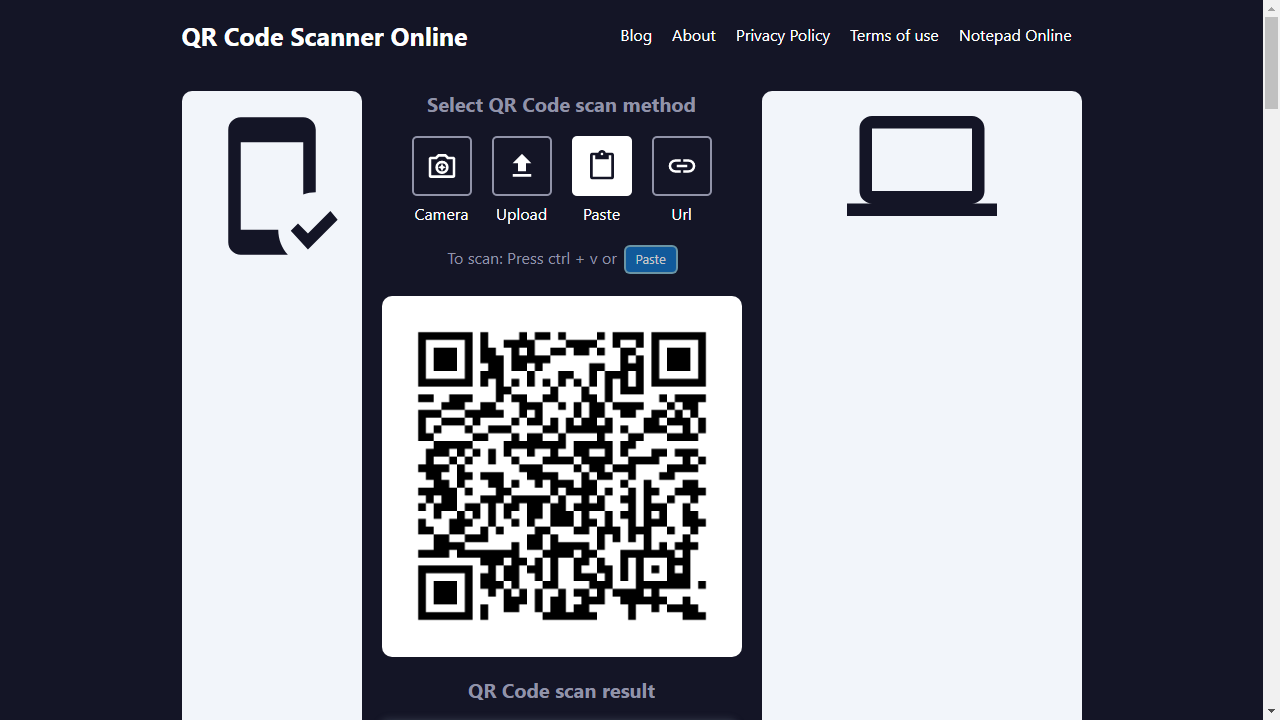 QR Code Scanner Online
Blog About Privacy Policy Terms of use Notepad Online
Select QR Code scan method
Camera Upload Paste Url
To scan: Press ctrl + v or Paste
QR Code scan result